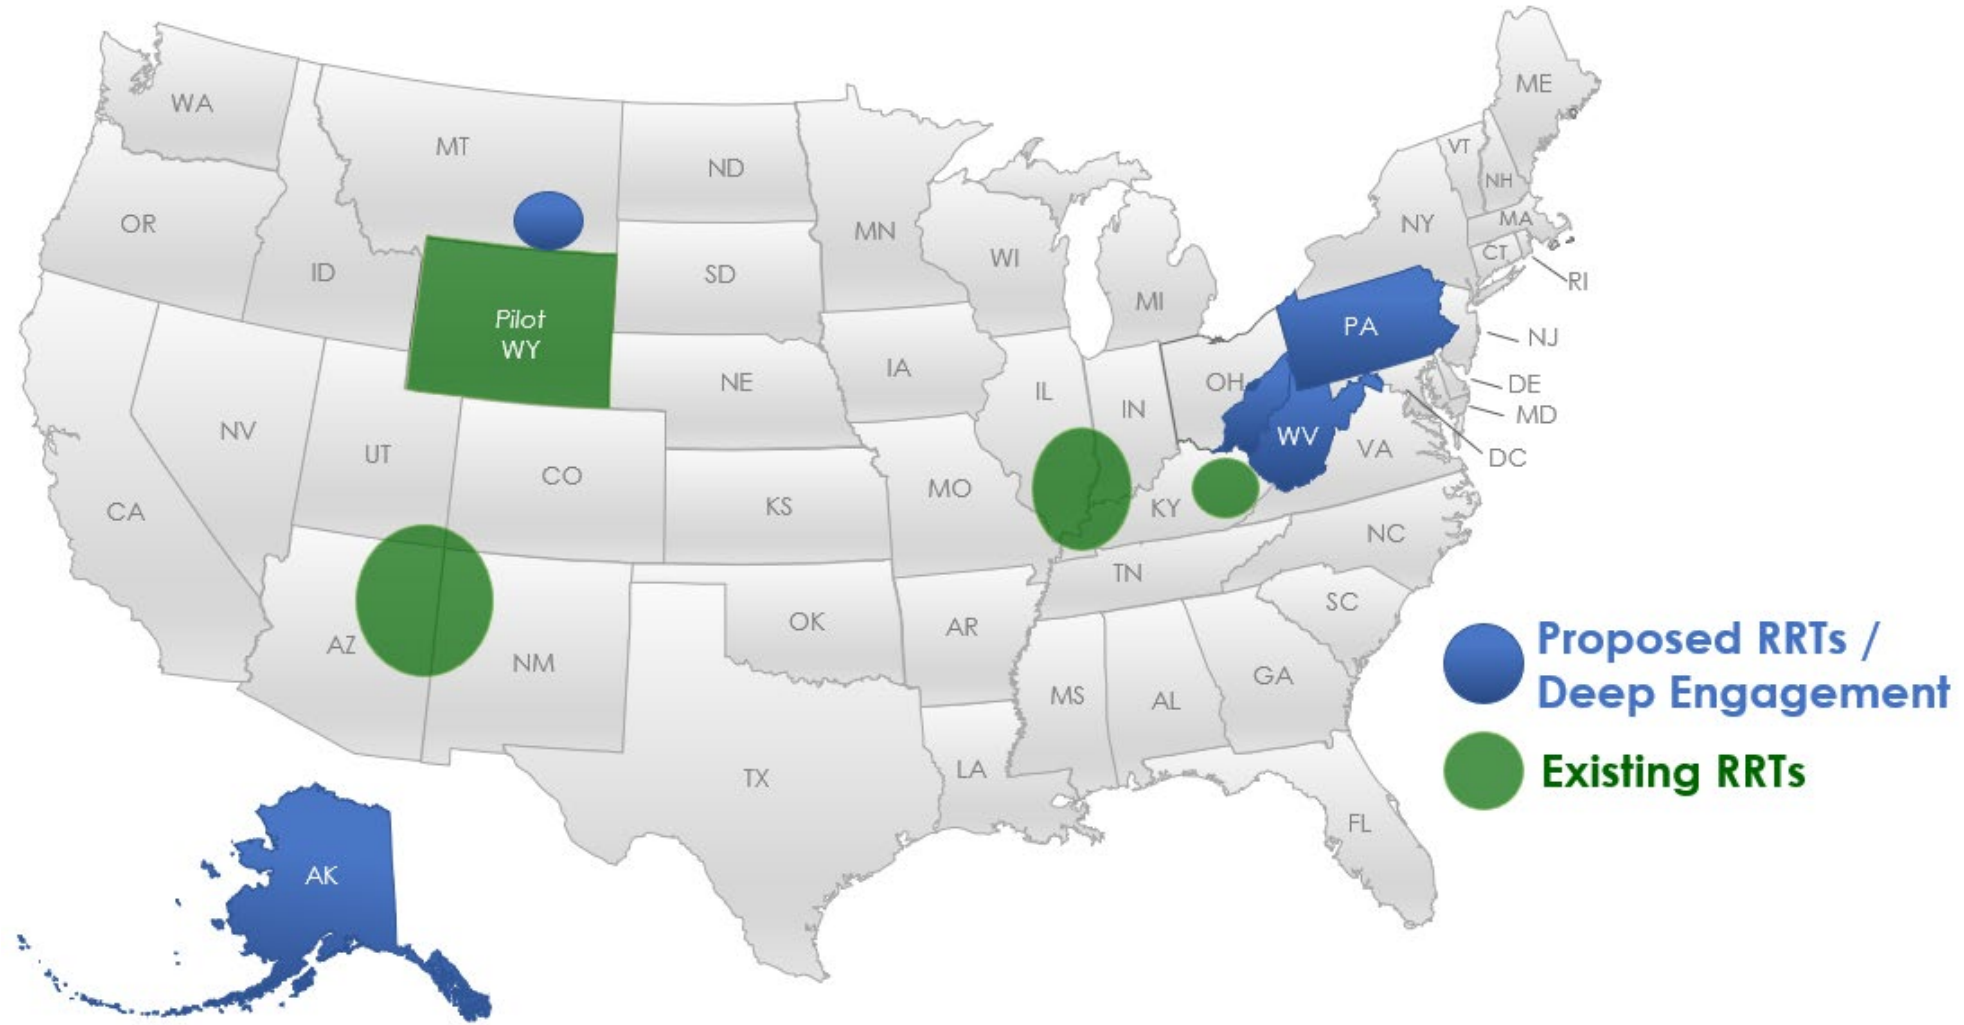 ME
WA
MT
VT
ND
NH
OR
NY
MA
MN
CT
WI
ID
SD
RI
MI
Pilot
WY
PA
NJ
IA
NE
OH
DE
IL
IN
MD
NV
WV
UT
VA
DC
CO
MO
KS
KY
CA
NC
TN
SC
OK
AR
AZ
NM
GA
MS
AL
TX
LA
FL
AK
Proposed RRTs /
Deep Engagement
Existing RRTs